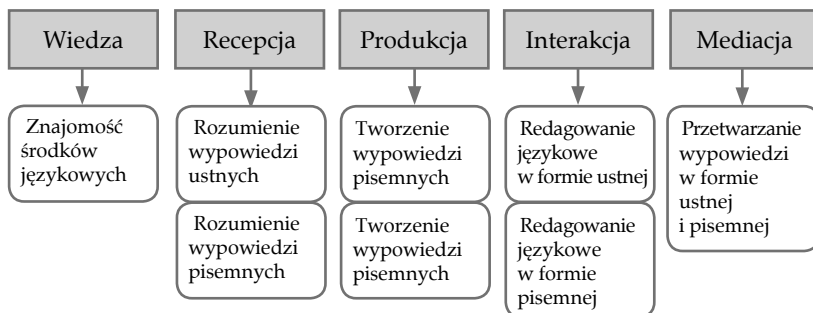 Wiedza
Recepcja
Produkcja
Interakcja
Mediacja
Znajomość
środków
językowych
Rozumienie
wypowiedzi
ustnych
Rozumienie
wypowiedzi
pisemnych
Tworzenie
wypowiedzi
pisemnych
Tworzenie
wypowiedzi
pisemnych
Redagowanie
językowe
w formie ustnej
Redagowanie
językowe
w formie
pisemnej
Przetwarzanie
wypowiedzi
w formie
ustnej
i pisemnej